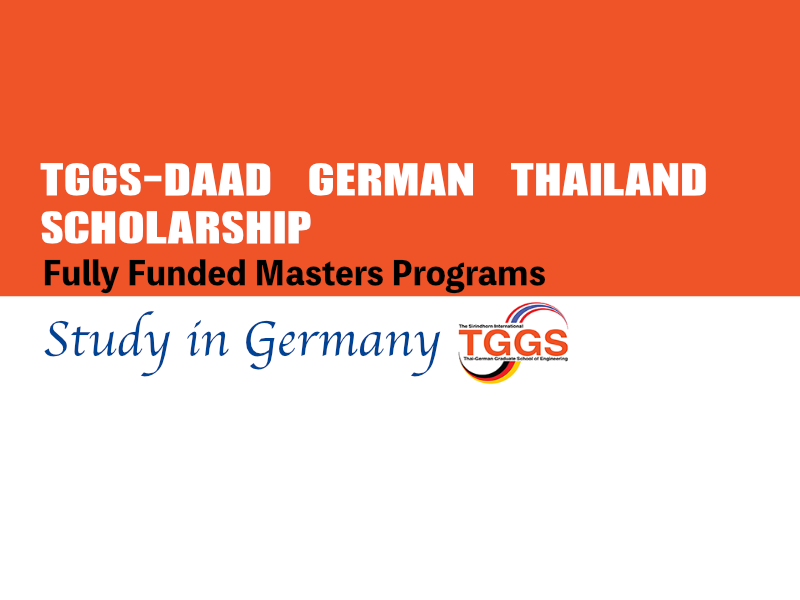 TGGS-DAAD GERMAN THAILAND
SCHOLARSHIP
Fully Funded Masters Programs
Study in Germany
The Sirindhorn International
TGGS
Thai-German Graduate School of Engineering